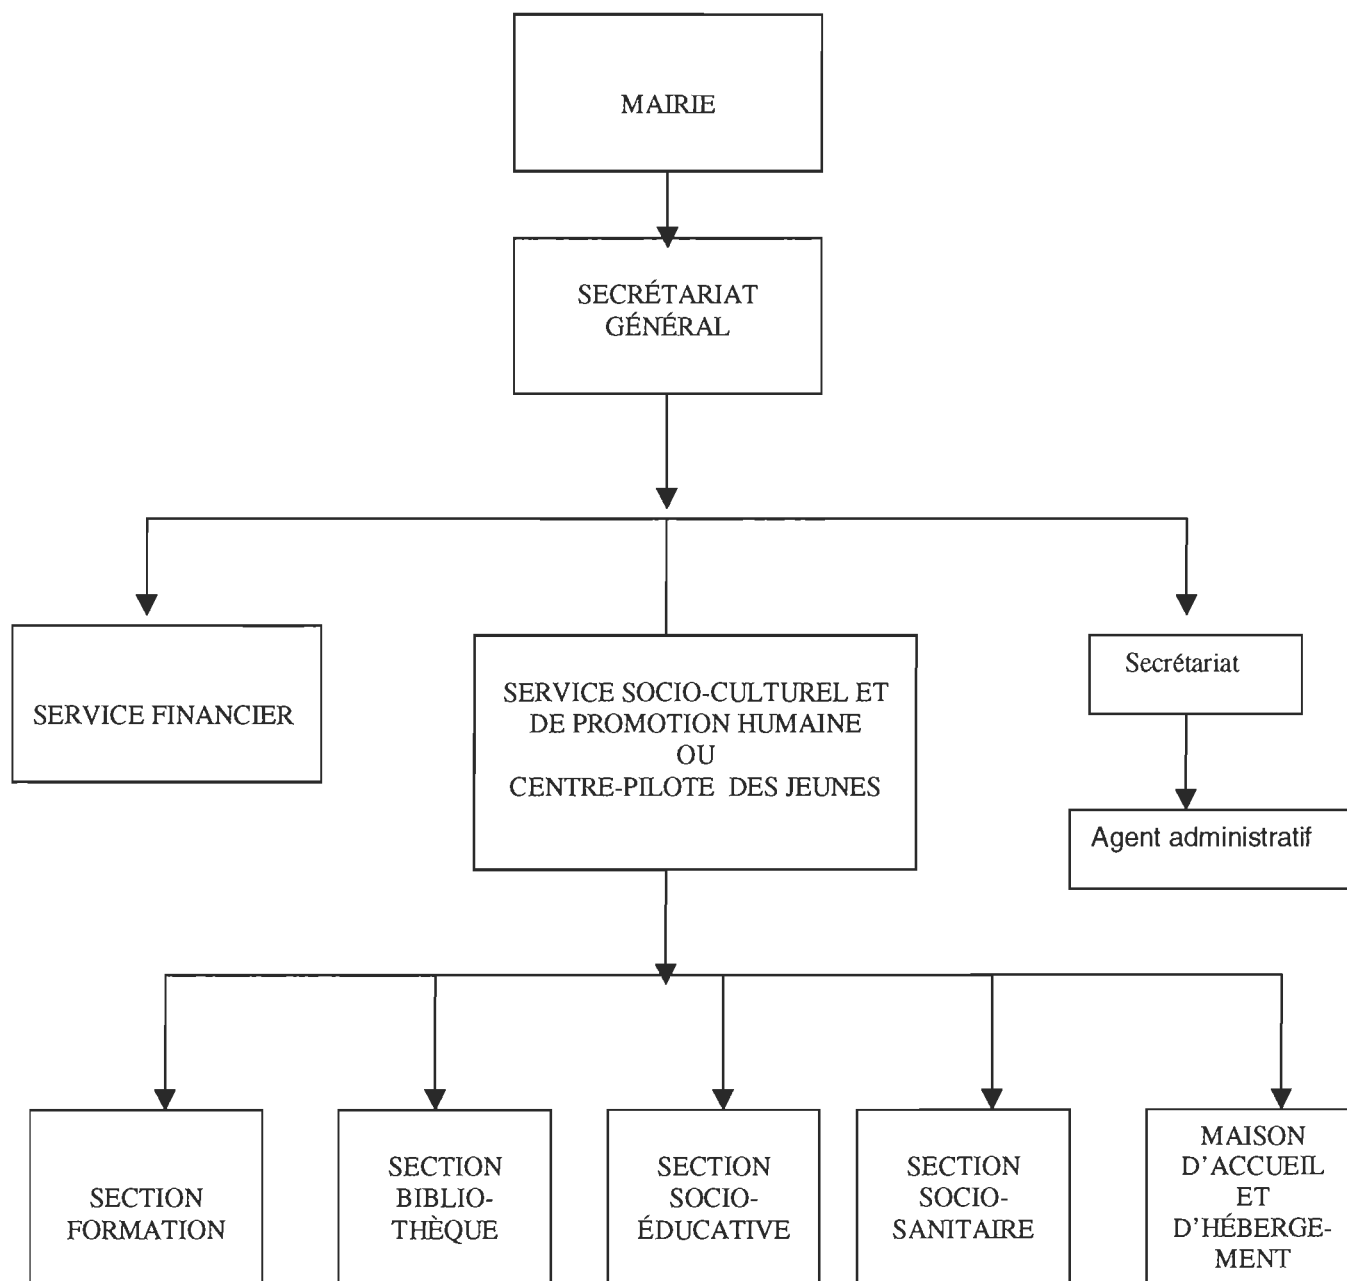 MAIRIE
SECRÉTARIAT
GÉNÉRAL
SERVICE FINANCIER
SERVICE SOCIO-CULTUREL ET
DE PROMOTION HUMAINE
OU
CENTRE-PILOTE DES JEUNES
Secrétariat
Agent administratif
SECTION
FORMATION
SECTION
BIBLIO-
THÈQUE
SECTION
SOCIO-
ÉDUCATIVE
SECTION
SOCIO-
SANITAIRE
MAISON
D'ACCUEIL
ET
D'HÉBERGE-
MENT